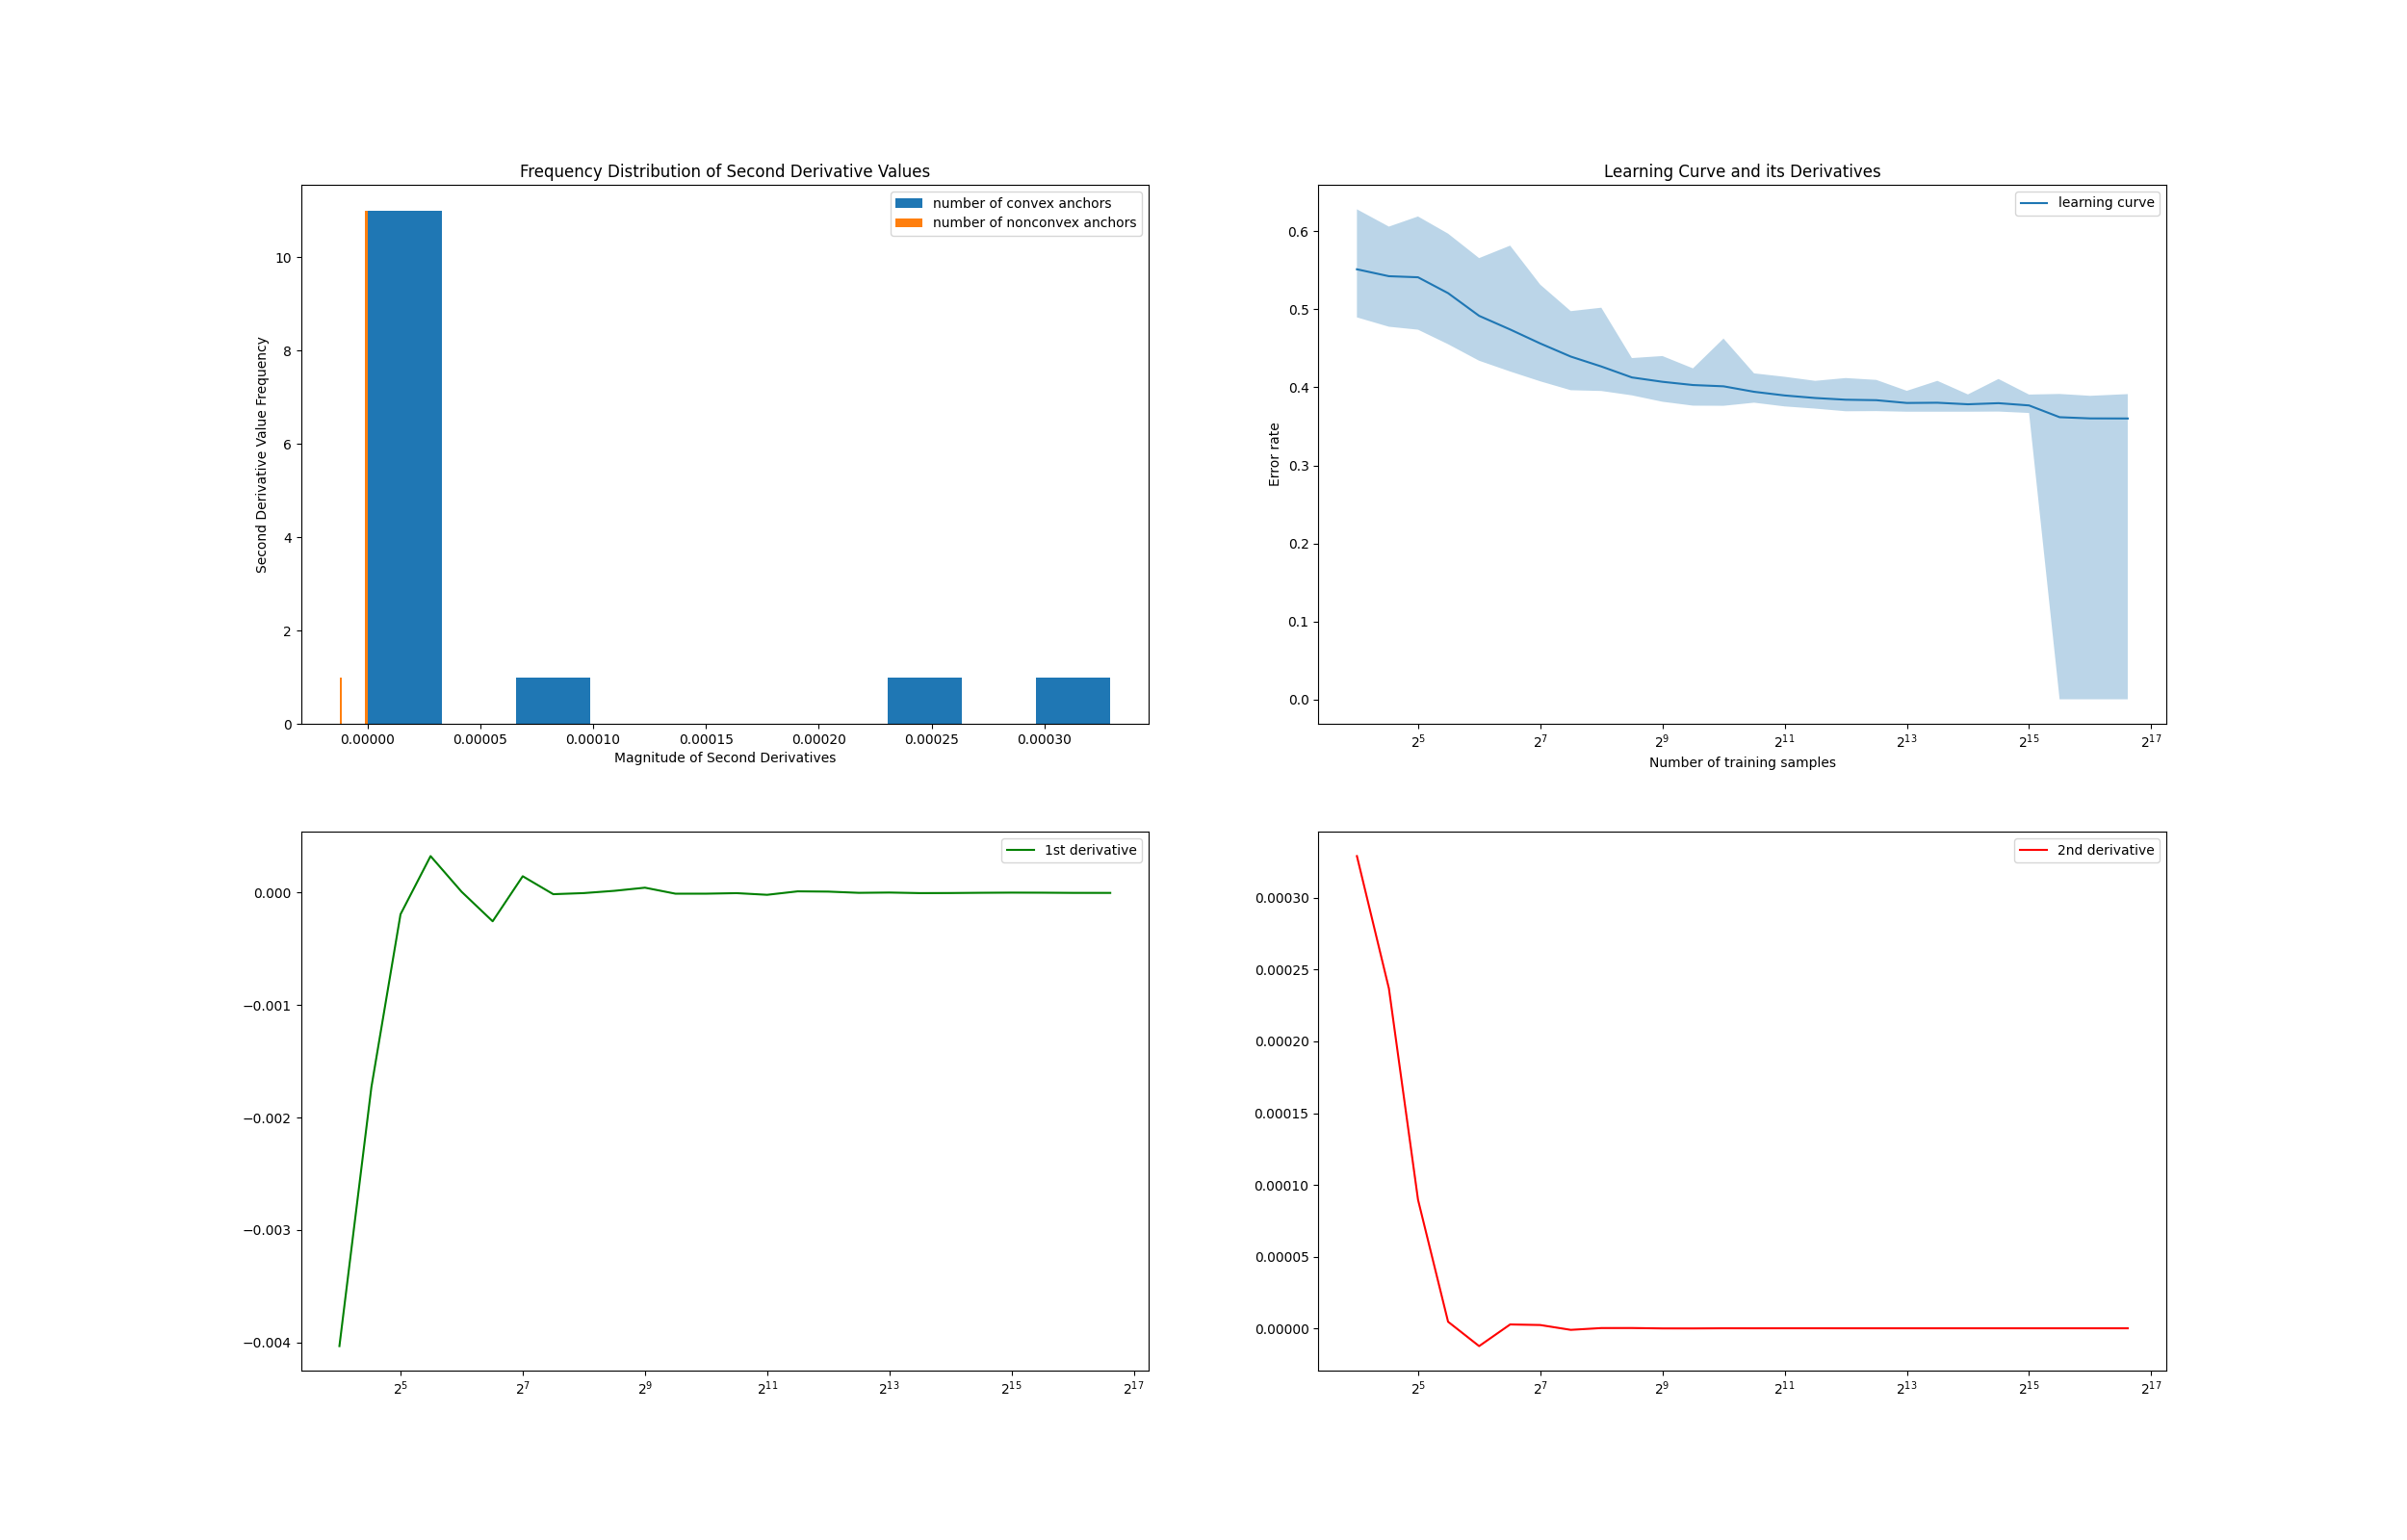 Frequency Distribution of Second Derivative Values
number of convex anchors
number of nonconvex anchors
Second Derivative Value Frequency
10
8
6
4
2
0
0.00000 0.00005 0.00010 0.00015 0.00020 0.00025 0.00030
Magnitude of Second Derivatives
Learning Curve and its Derivatives
learning curve
Error rate
0.6
0.5
0.4
0.3
0.2
0.1
0.0
2^5 2^7 2^9 2^11 2^13 2^15 2^17
Number of training samples
1st derivative
0.000
−0.001
−0.002
−0.003
−0.004
2^5 2^7 2^9 2^11 2^13 2^15 2^17
2nd derivative
0.00030
0.00025
0.00020
0.00015
0.00010
0.00005
0.00000
2^5 2^7 2^9 2^11 2^13 2^15 2^17